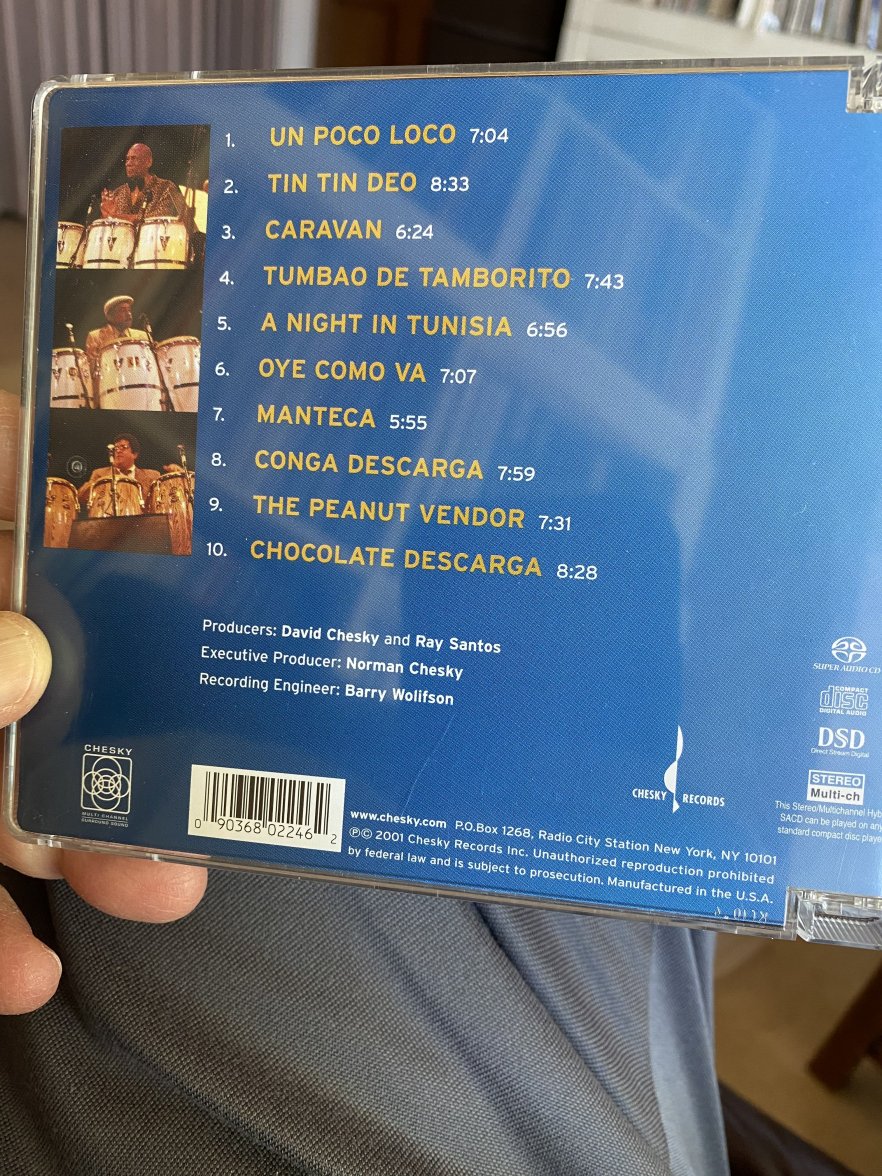 1. UN POCO LOCO 7:04
2. TIN TIN DEO 8:33
3. CARAVAN 6:24
4. TUMBAO DE TAMBORITO 7:43
5. A NIGHT IN TUNISIA 6:56
6. OYE COMO VA 7:07
7. MANTECA 5:55
8. CONGA DESCARGA 7:59
9. THE PEANUT VENDOR 7:31
10. CHOCOLATE DESCARGA 8:28
Producers: David Chesky and Ray Santos
Executive Producer: Norman Chesky
Recording Engineer: Barry Wolifson
SUPER AUDIO CD
COMPACT
disc
DIGITAL AUDIO
DSD
Direct Stream Digital
STEREO
Multi-ch
This Stereo/Multichannel
SACD can be played on
standard compact disc
CHESKY
MULTI CHANNEL
SURROUND SOUND
0 90368 02246 2
CHESKY RECORDS
www.chesky.com P.O.Box 1268, Radio City Station New York, NY 10101
℗© 2001 Chesky Records Inc. Unauthorized reproduction prohibited
by federal law and is subject to prosecution. Manufactured in the U.S.A.